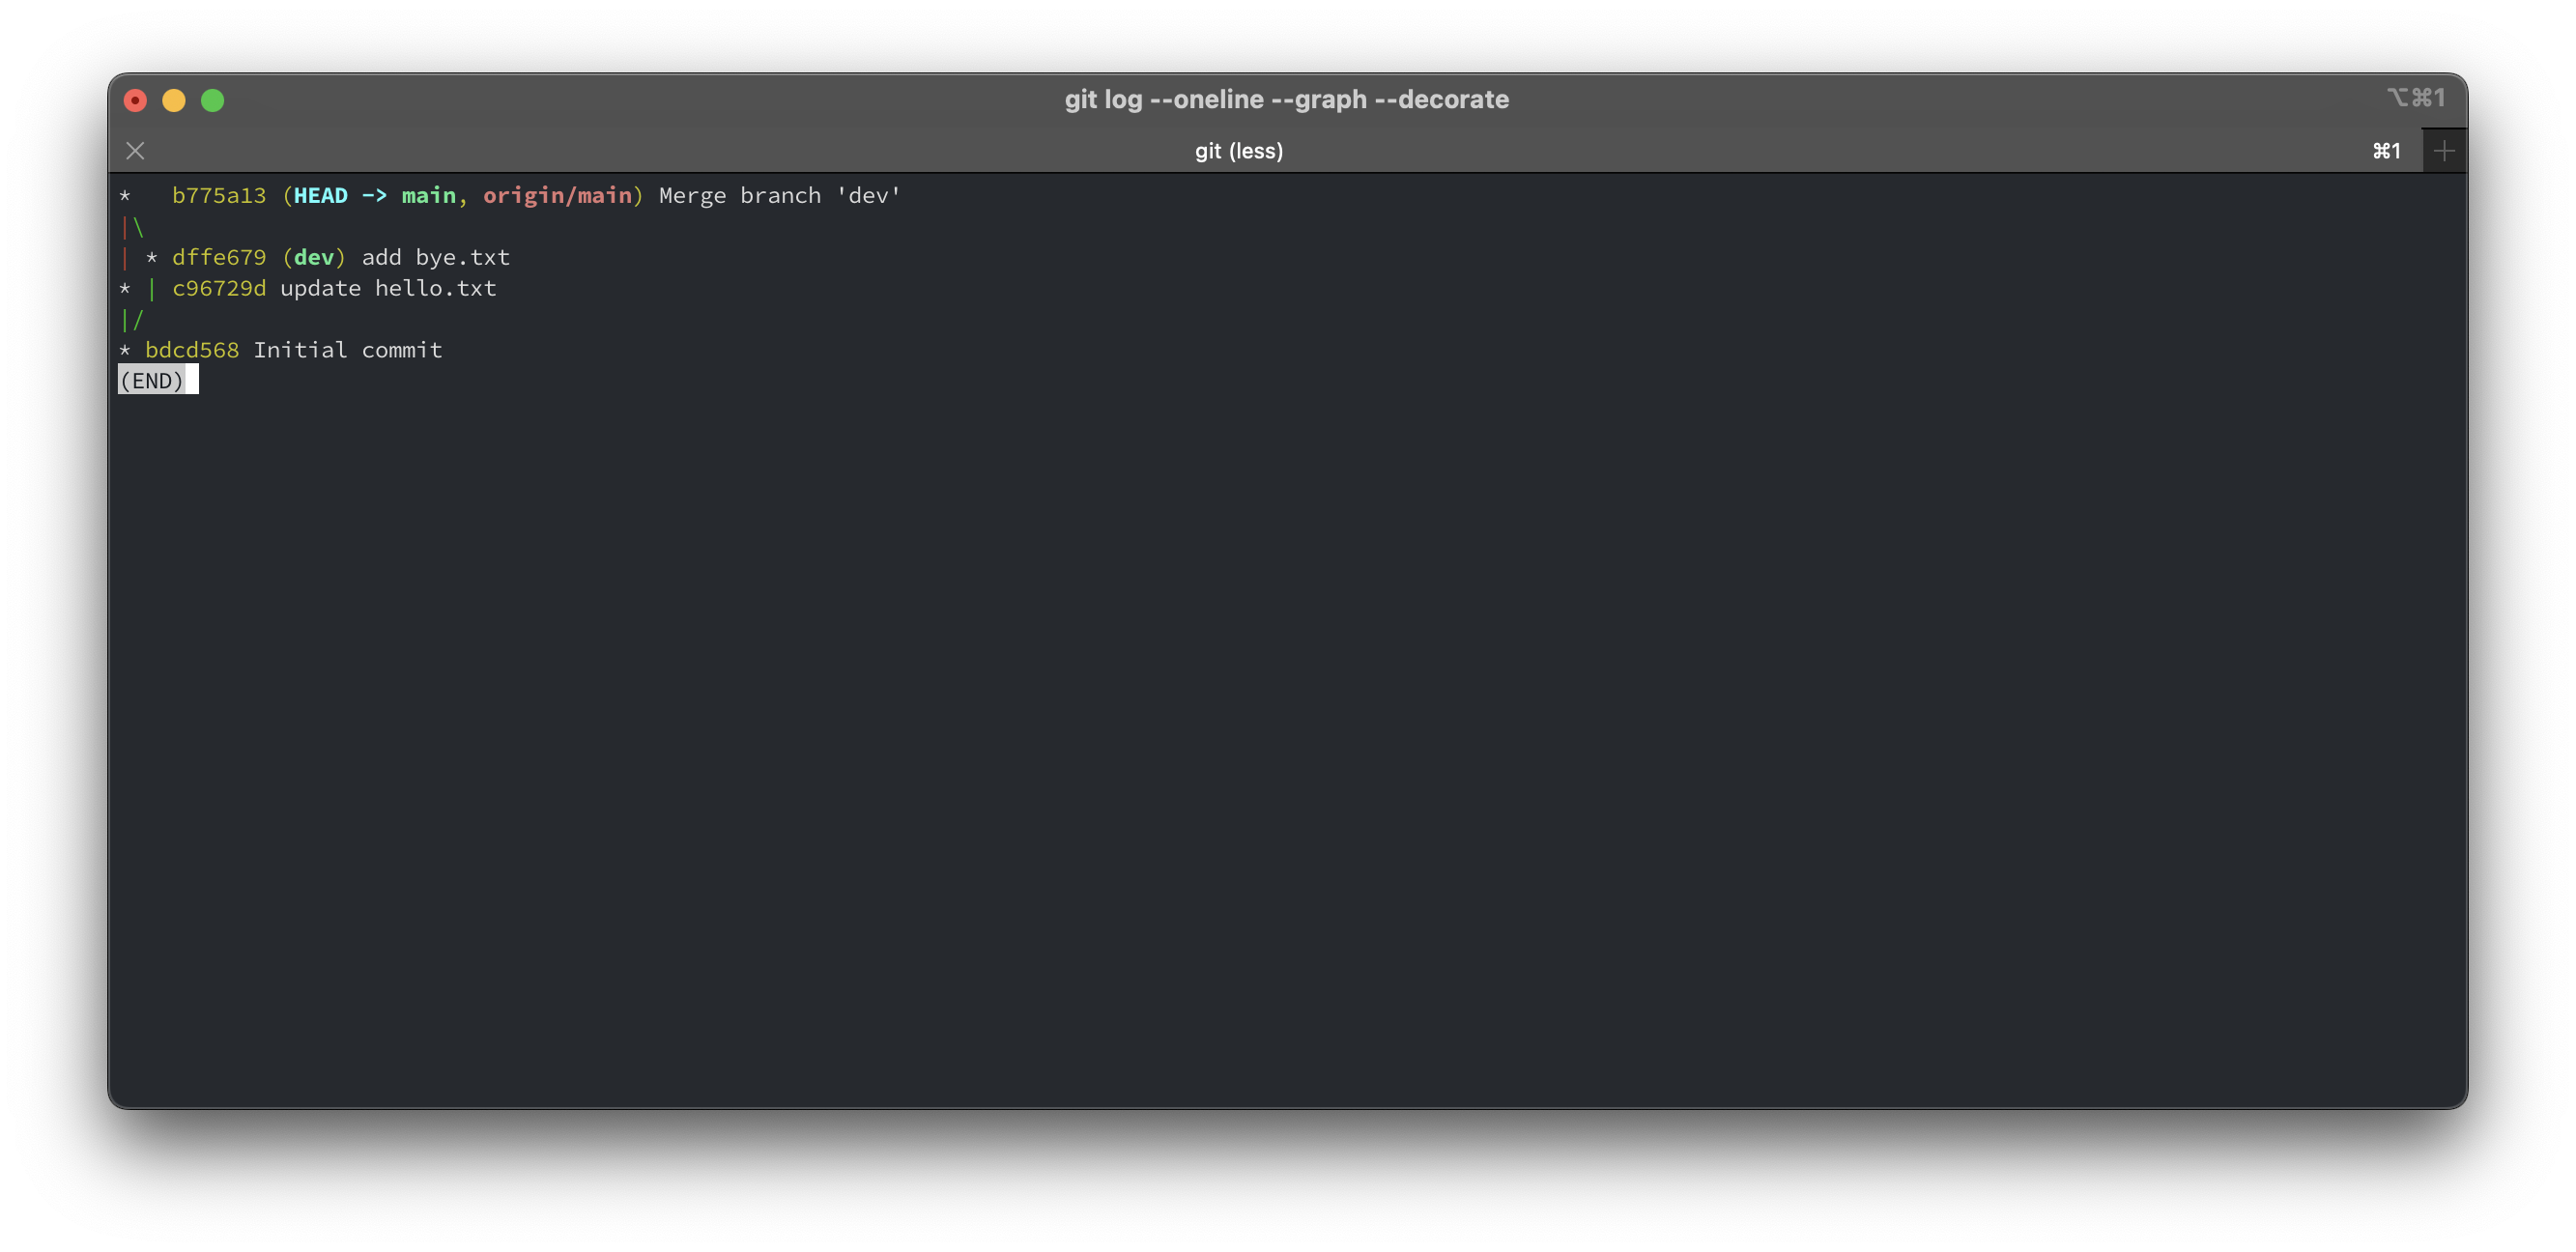 git log --oneline --graph --decorate ⌥⌘1
git (less) ⌘1
*   b775a13 (HEAD -> main, origin/main) Merge branch 'dev'
|\
| * dffe679 (dev) add bye.txt
* | c96729d update hello.txt
|/
* bdcd568 Initial commit
(END)